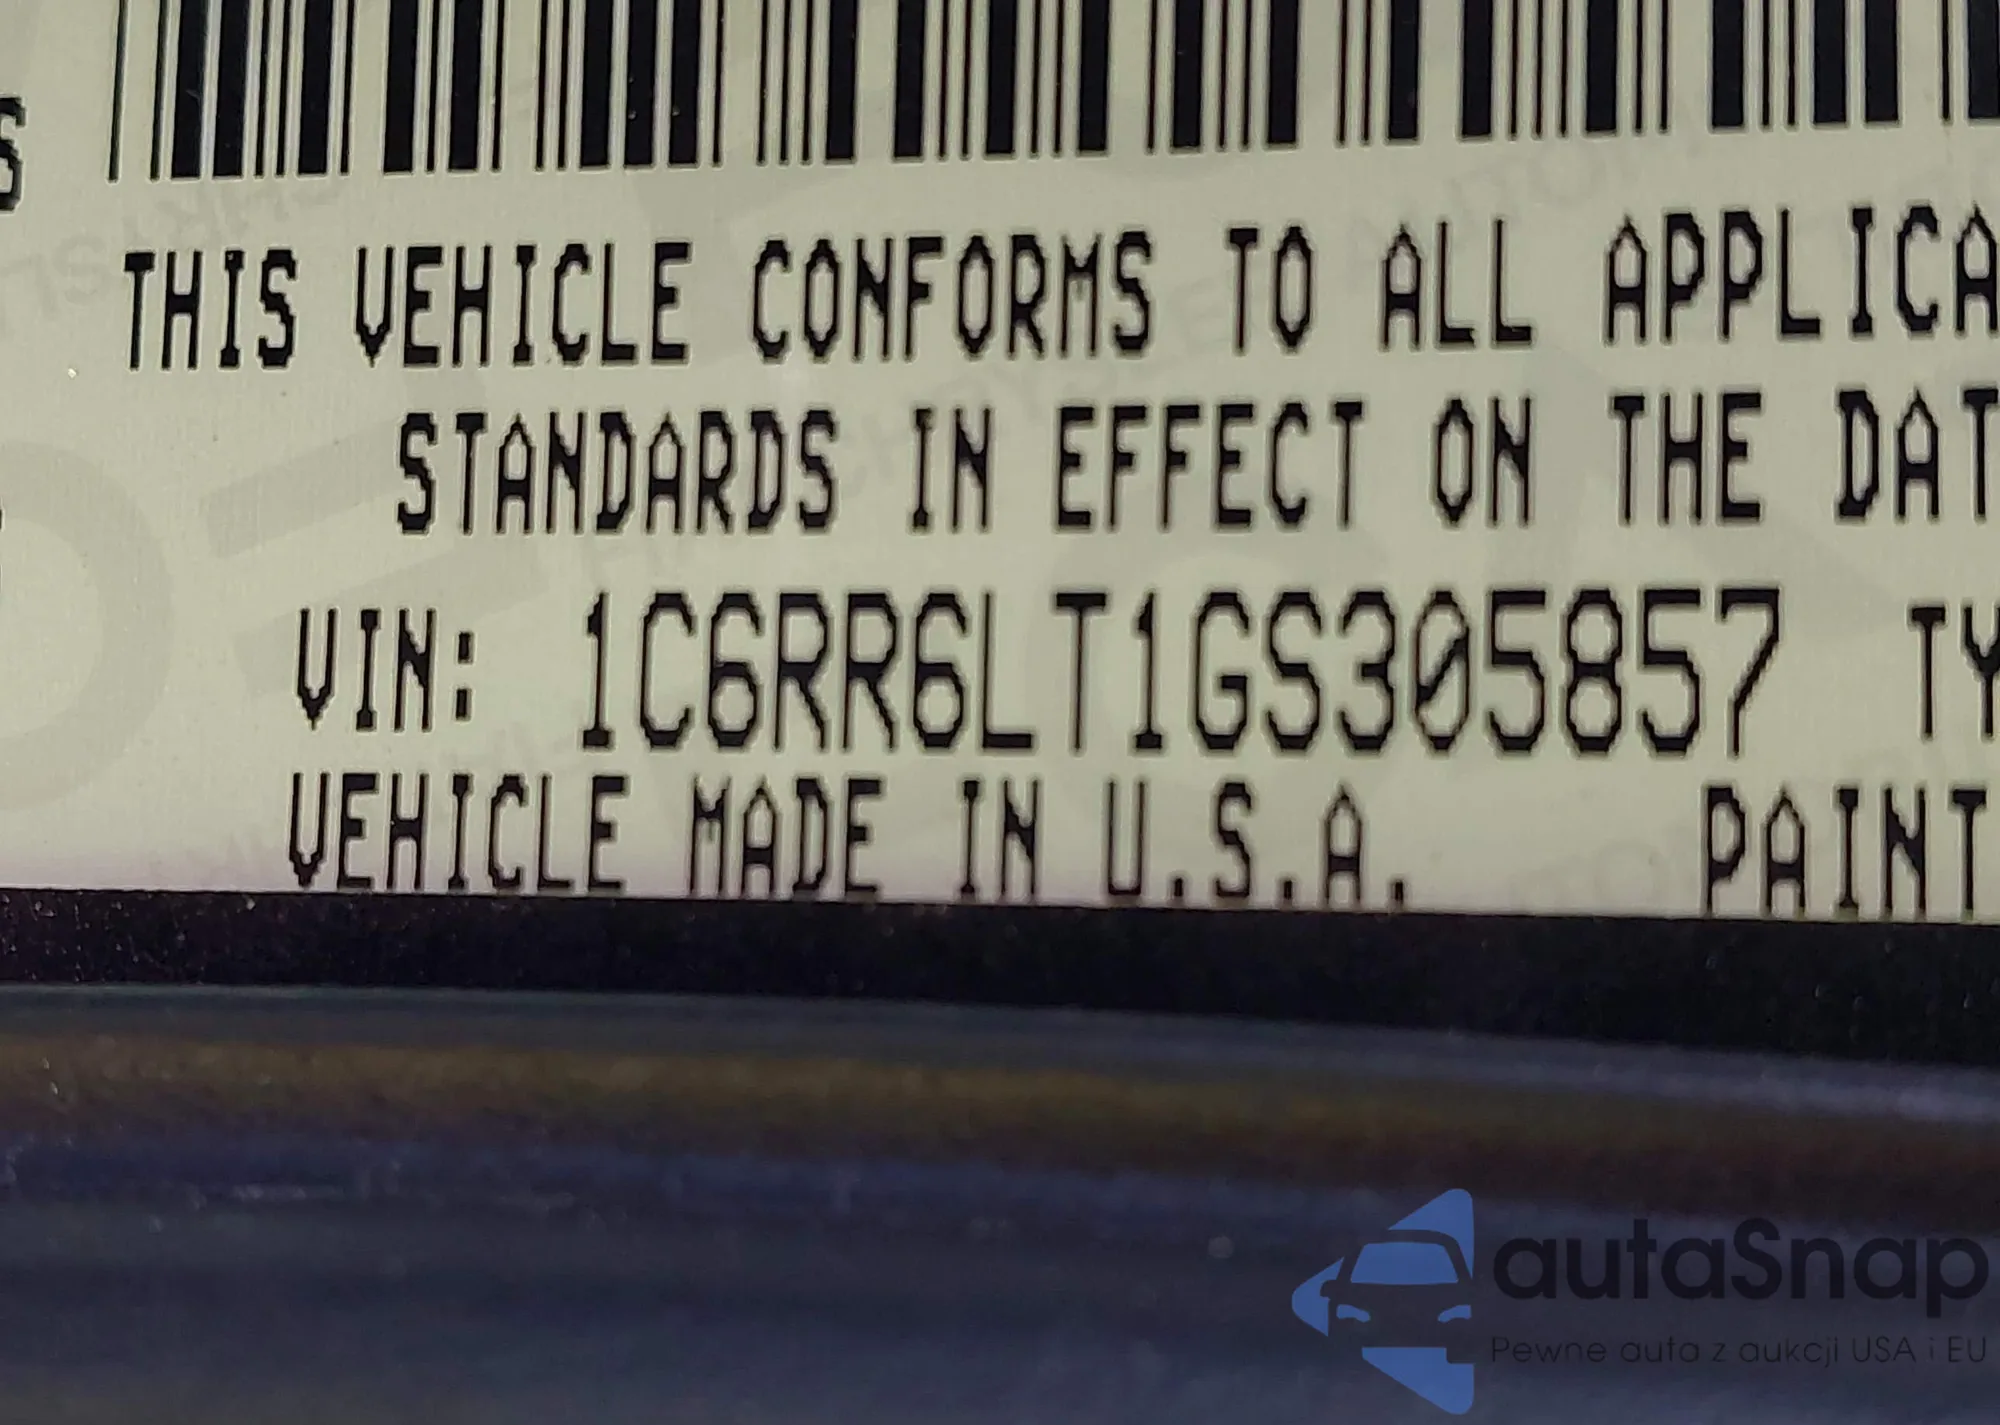 S
THIS VEHICLE CONFORMS TO ALL APPLICA
STANDARDS IN EFFECT ON THE DAT
VIN: 1C6RR6LT1GS305857 TY
VEHICLE MADE IN U.S.A. PAINT
autaSnap
Pewne auta z aukcji USA i EU